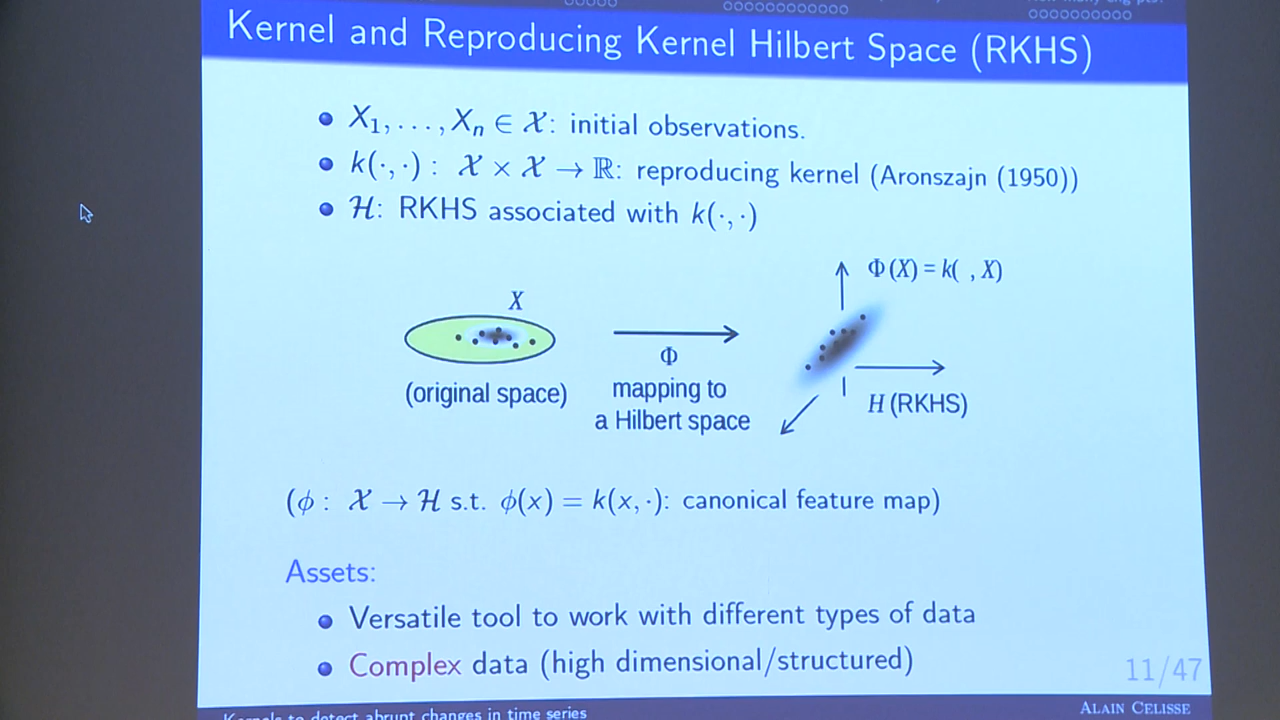 Kernel and Reproducing Kernel Hilbert Space (RKHS)
X₁, . . . , Xₙ ∈ 𝒳: initial observations.
k(·, ·) : 𝒳 × 𝒳 → ℝ: reproducing kernel (Aronszajn (1950))
ℋ: RKHS associated with k(·, ·)
Φ(X) = k( , X)
X
Φ
(original space)
mapping to
a Hilbert space
H (RKHS)
(ϕ : 𝒳 → ℋ s.t. ϕ(x) = k(x, ·): canonical feature map)
Assets:
Versatile tool to work with different types of data
Complex data (high dimensional/structured)
11/47
Kernels to detect abrupt changes in time series
ALAIN CELISSE